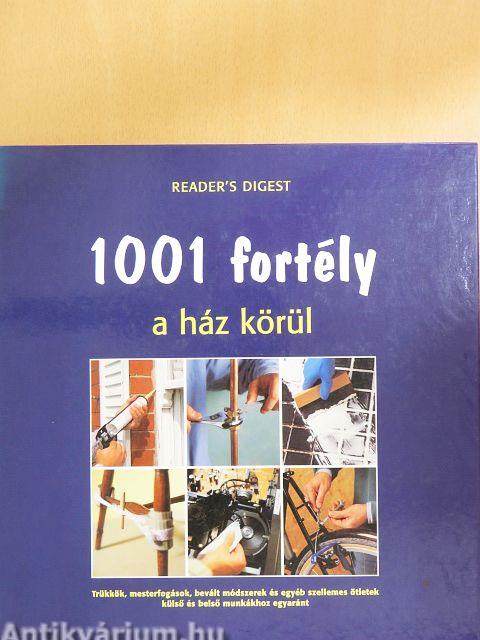 READER'S DIGEST
1001 fortély
a ház körül
Trükkök, mesterfogások, bevált módszerek és egyéb szellemes ötletek
külső és belső munkákhoz egyaránt
Antikvárium.hu